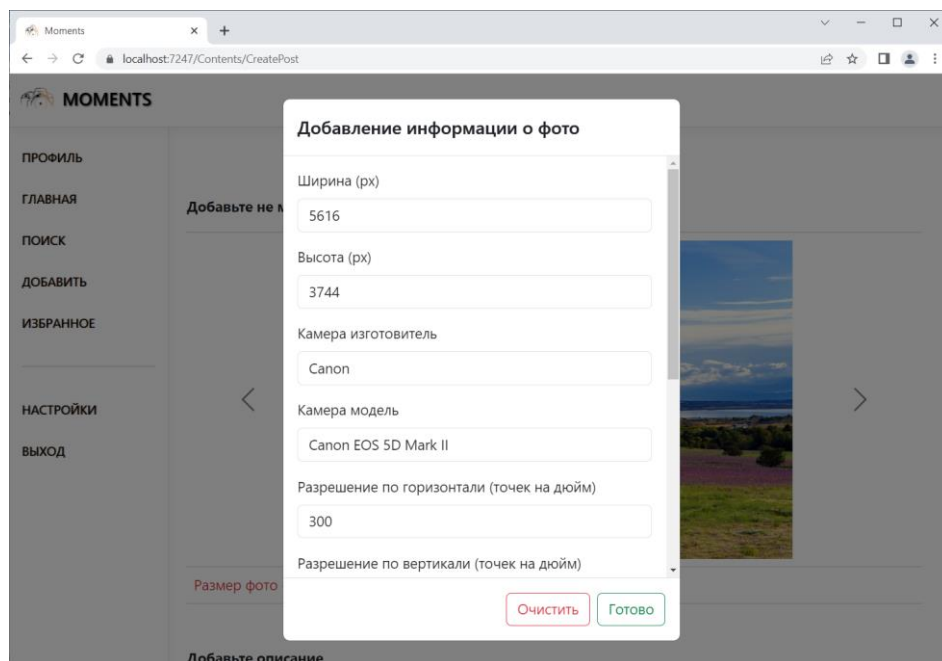 Moments
localhost:7247/Contents/CreatePost
MOMENTS
ПРОФИЛЬ
ГЛАВНАЯ
ПОИСК
ДОБАВИТЬ
ИЗБРАННОЕ
НАСТРОЙКИ
ВЫХОД
Добавьте не
Добавление информации о фото
Ширина (px)
5616
Высота (px)
3744
Камера изготовитель
Canon
Камера модель
Canon EOS 5D Mark II
Разрешение по горизонтали (точек на дюйм)
300
Разрешение по вертикали (точек на дюйм)
Очистить Готово
Размер фото
Добавьте описание